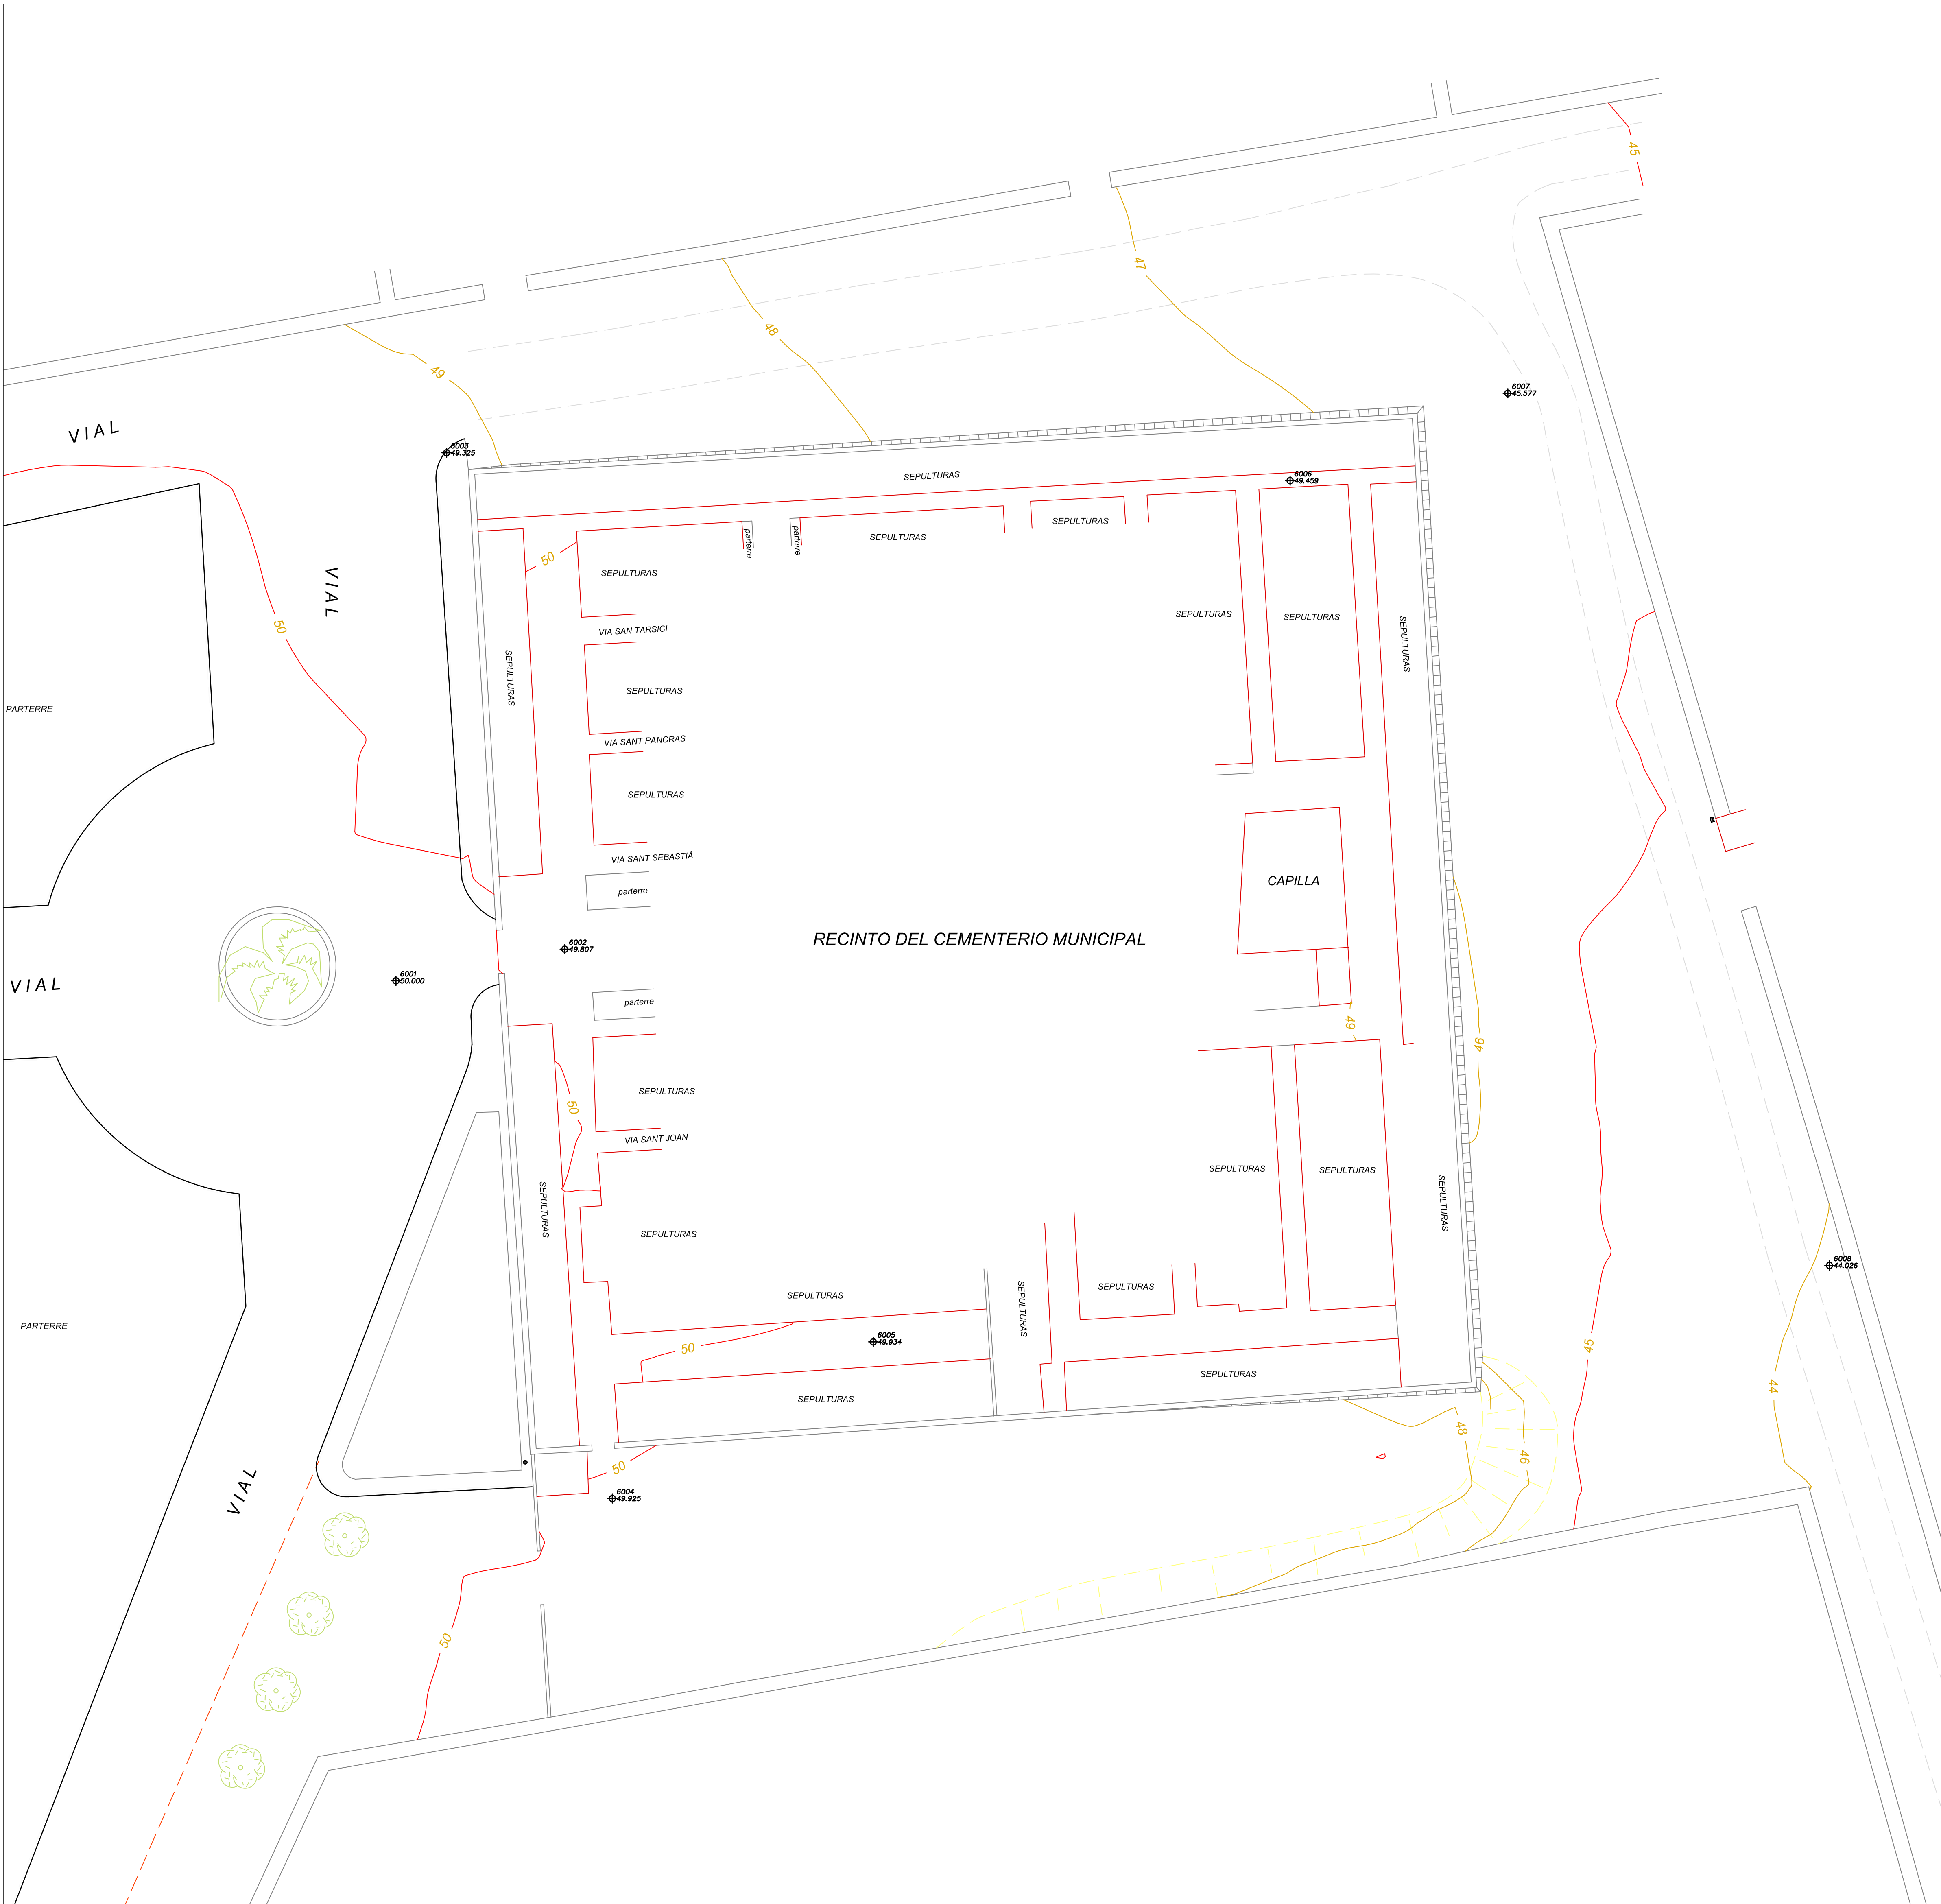 45
47
48
49
6007
45.577
VIAL
6003
49.325
SEPULTURAS
6006
49.459
SEPULTURAS
parterre
parterre
SEPULTURAS
50
SEPULTURAS
VIAL
50
SEPULTURAS
SEPULTURAS
SEPULTURAS
VIA SAN TARSICI
SEPULTURAS
SEPULTURAS
PARTERRE
VIA SANT PANCRAS
SEPULTURAS
VIA SANT SEBASTIÁ
parterre
CAPILLA
RECINTO DEL CEMENTERIO MUNICIPAL
6002
49.807
6001
50.000
VIAL
parterre
49
46
SEPULTURAS
50
VIA SANT JOAN
SEPULTURAS
SEPULTURAS
SEPULTURAS
SEPULTURAS
SEPULTURAS
6008
44.026
SEPULTURAS
SEPULTURAS
SEPULTURAS
PARTERRE
6005
49.934
50
45
SEPULTURAS
44
SEPULTURAS
48
46
50
VIAL
6004
49.925
50